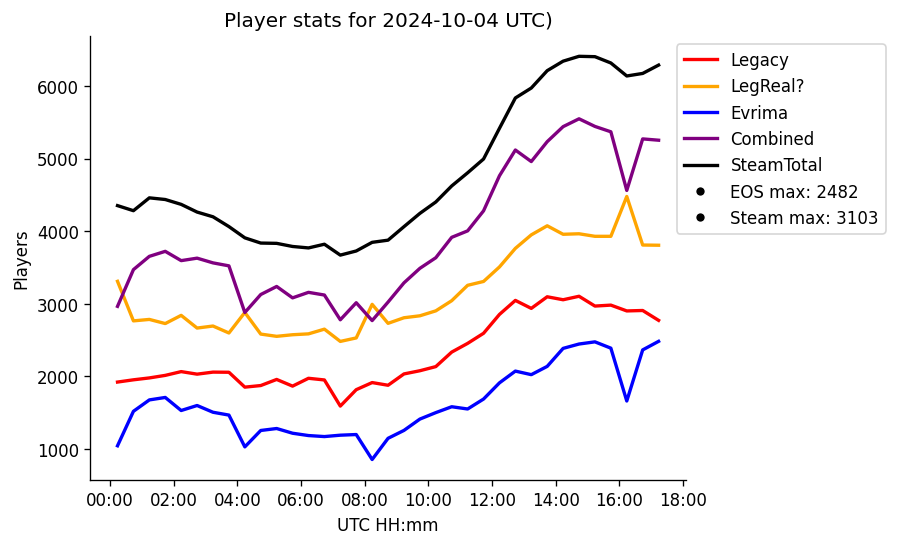 Player stats for 2024-10-04 UTC)
Players
6000
5000
4000
3000
2000
1000
00:00 02:00 04:00 06:00 08:00 10:00 12:00 14:00 16:00 18:00
UTC HH:mm
Legacy
LegReal?
Evrima
Combined
SteamTotal
EOS max: 2482
Steam max: 3103